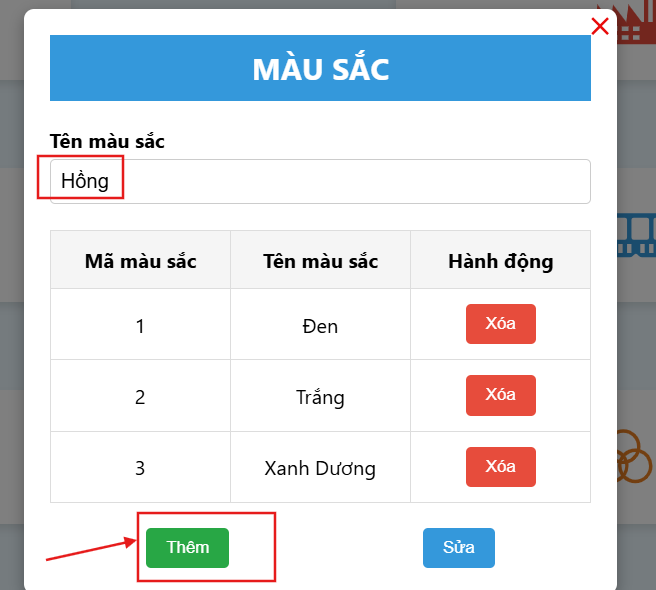 MÀU SẮC
Tên màu sắc
Hồng
Mã màu sắc Tên màu sắc Hành động
1 Đen Xóa
2 Trắng Xóa
3 Xanh Dương Xóa
Thêm Sửa